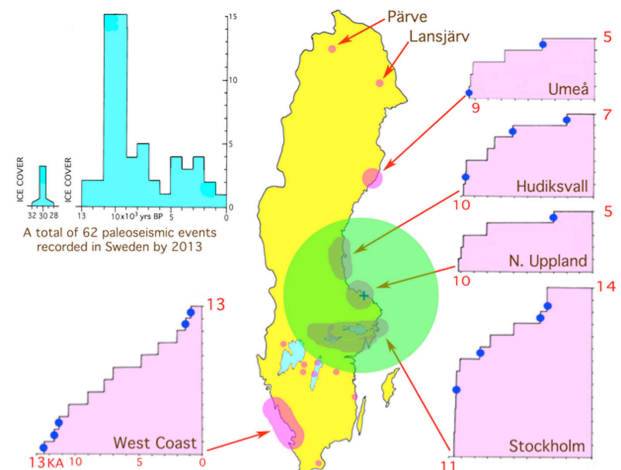 Pärve
Lansjärv
15
10
5
0
ICE COVER
ICE COVER
32 30 28
13
10x10³ yrs BP
5
0
A total of 62 paleoseismic events
recorded in Sweden by 2013
5
Umeå
9
7
Hudiksvall
10
5
N. Uppland
10
14
Stockholm
11
13
West Coast
13KA 10 5 0